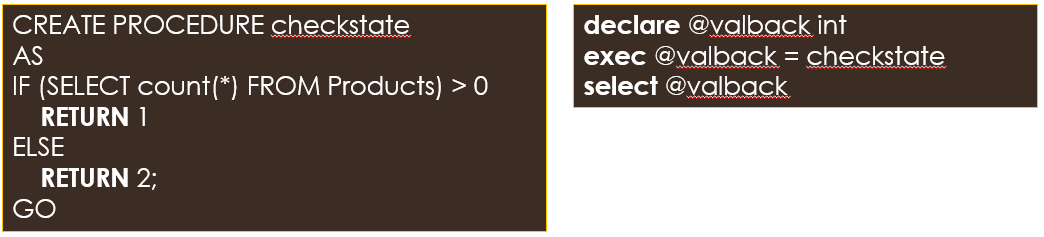 CREATE PROCEDURE checkstate
AS
IF (SELECT count(*) FROM Products) > 0
RETURN 1
ELSE
RETURN 2;
GO
declare @valback int
exec @valback = checkstate
select @valback